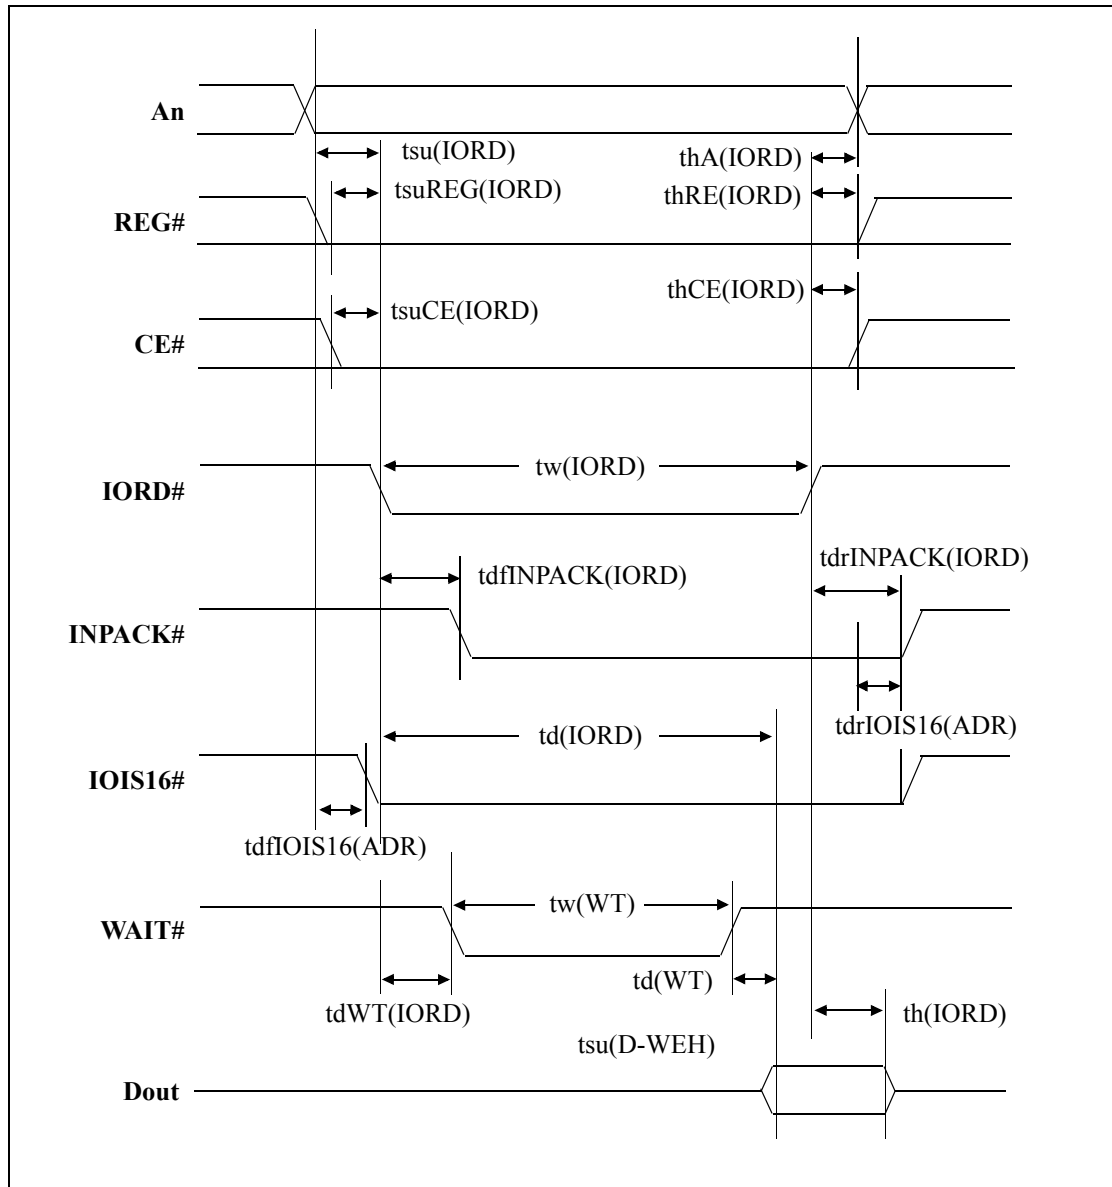 An
tsu(IORD)
thA(IORD)
tsuREG(IORD)
thRE(IORD)
REG#
thCE(IORD)
tsuCE(IORD)
CE#
tw(IORD)
IORD#
tdrINPACK(IORD)
tdfINPACK(IORD)
INPACK#
tdrIOIS16(ADR)
td(IORD)
IOIS16#
tdfIOIS16(ADR)
tw(WT)
WAIT#
td(WT)
tdWT(IORD)
th(IORD)
tsu(D-WEH)
Dout